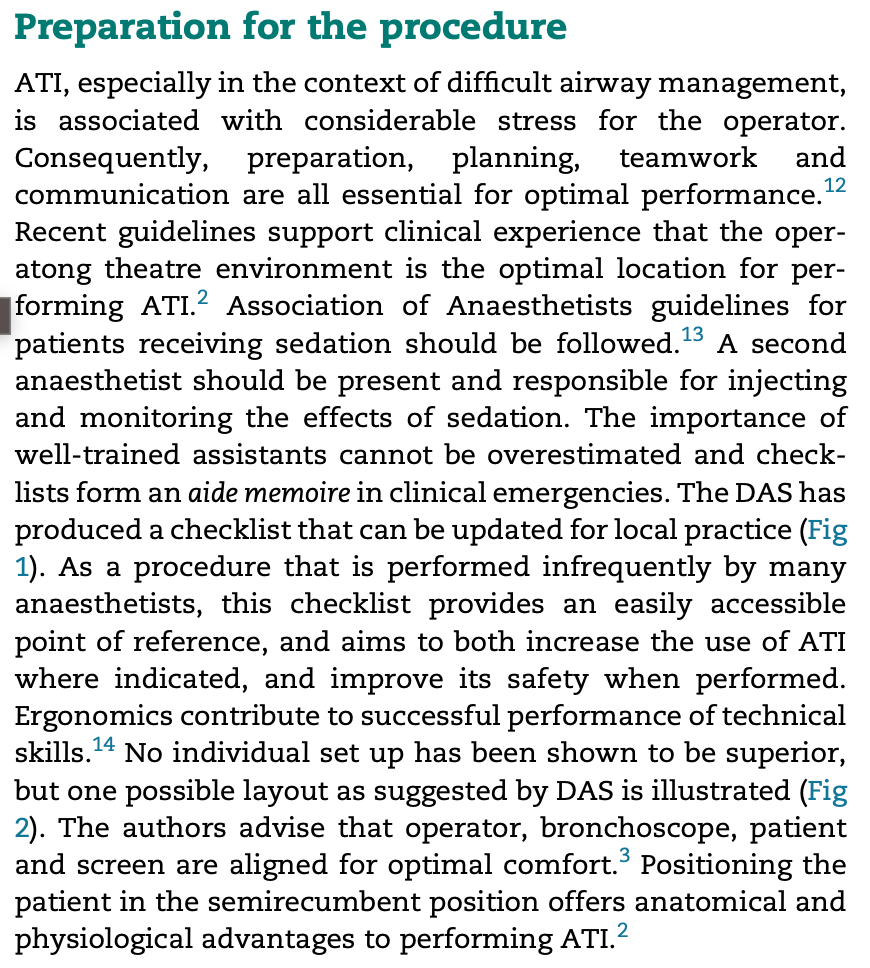 Preparation for the procedure
ATI, especially in the context of difficult airway management,
is associated with considerable stress for the operator.
Consequently, preparation, planning, teamwork and
communication are all essential for optimal performance.12
Recent guidelines support clinical experience that the oper-
atong theatre environment is the optimal location for per-
forming ATI.2 Association of Anaesthetists guidelines for
patients receiving sedation should be followed.13 A second
anaesthetist should be present and responsible for injecting
and monitoring the effects of sedation. The importance of
well-trained assistants cannot be overestimated and check-
lists form an aide memoire in clinical emergencies. The DAS has
produced a checklist that can be updated for local practice (Fig
1). As a procedure that is performed infrequently by many
anaesthetists, this checklist provides an easily accessible
point of reference, and aims to both increase the use of ATI
where indicated, and improve its safety when performed.
Ergonomics contribute to successful performance of technical
skills.14 No individual set up has been shown to be superior,
but one possible layout as suggested by DAS is illustrated (Fig
2). The authors advise that operator, bronchoscope, patient
and screen are aligned for optimal comfort.3 Positioning the
patient in the semirecumbent position offers anatomical and
physiological advantages to performing ATI.2